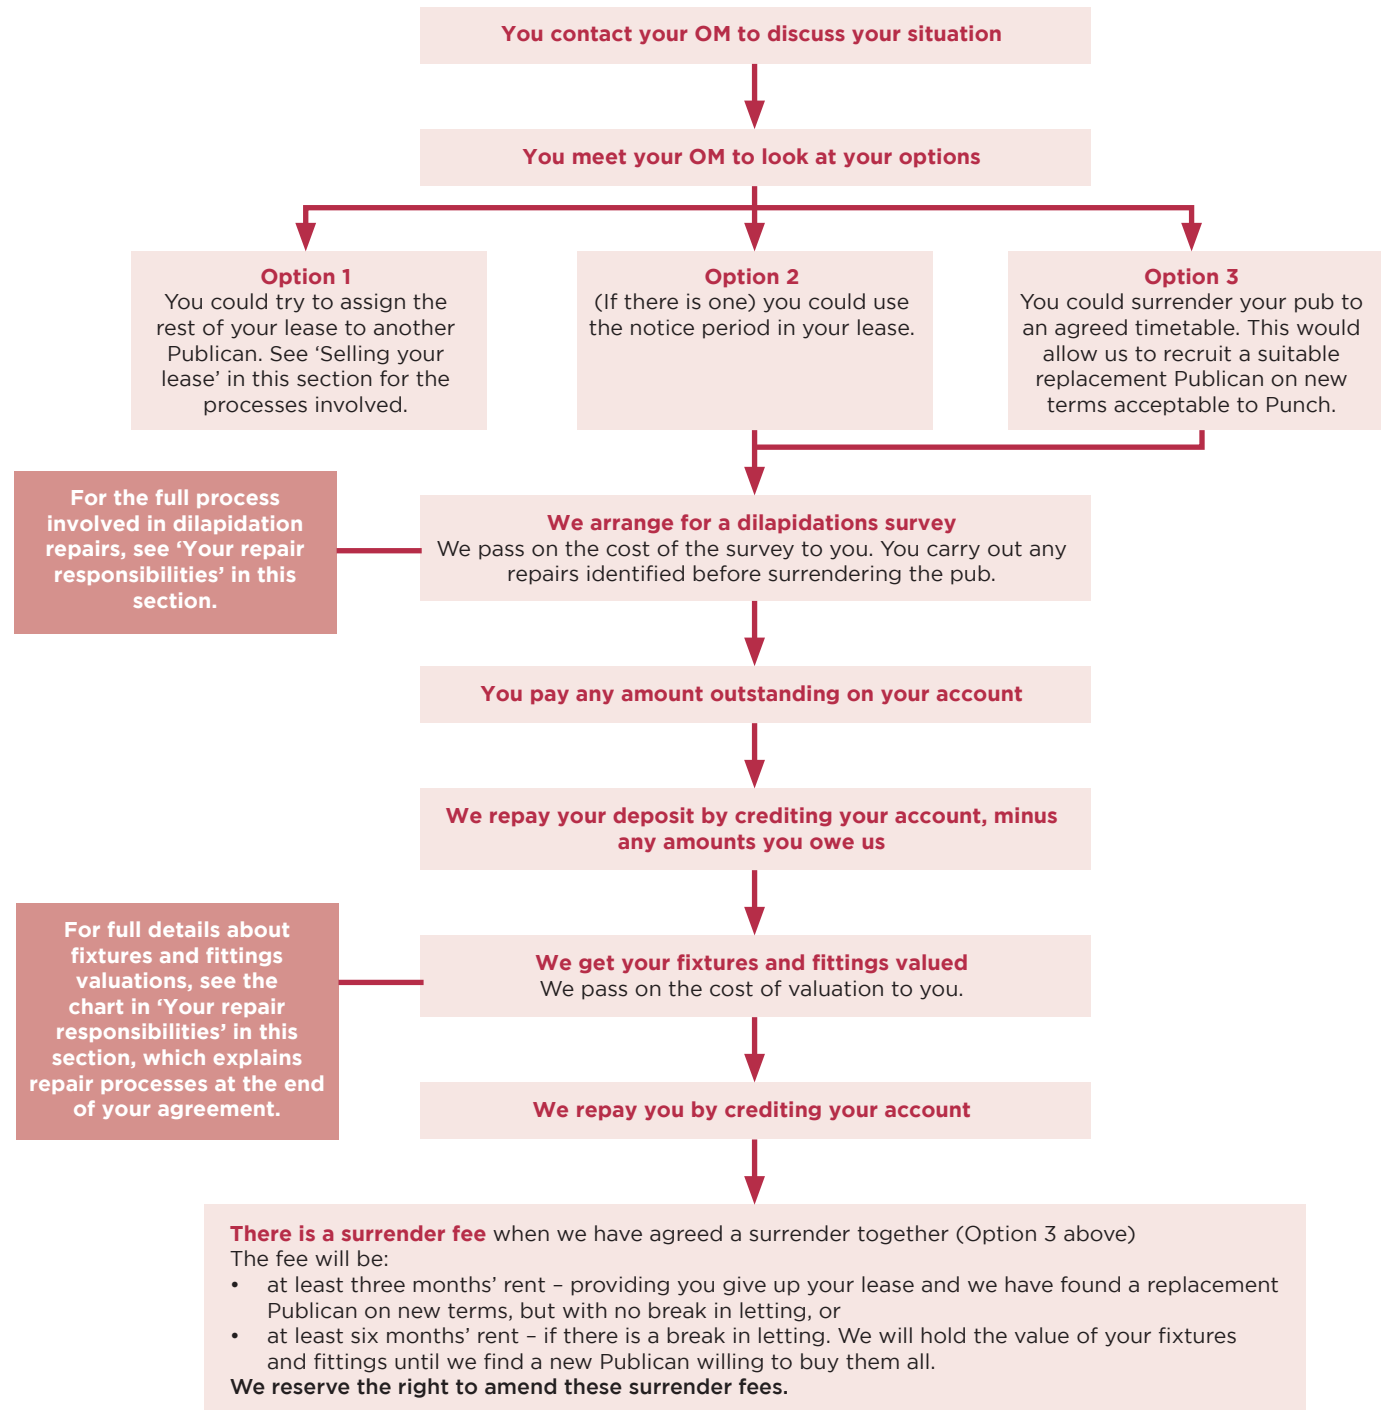 You contact your OM to discuss your situation
You meet your OM to look at your options
Option 1
You could try to assign the
rest of your lease to another
Publican. See ‘Selling your
lease’ in this section for the
processes involved.
Option 2
(If there is one) you could use
the notice period in your lease.
Option 3
You could surrender your pub to
an agreed timetable. This would
allow us to recruit a suitable
replacement Publican on new
terms acceptable to Punch.
For the full process
involved in dilapidation
repairs, see ‘Your repair
responsibilities’ in this
section.
We arrange for a dilapidations survey
We pass on the cost of the survey to you. You carry out any
repairs identified before surrendering the pub.
You pay any amount outstanding on your account
We repay your deposit by crediting your account, minus
any amounts you owe us
For full details about
fixtures and fittings
valuations, see the
chart in ‘Your repair
responsibilities’ in this
section, which explains
repair processes at the end
of your agreement.
We get your fixtures and fittings valued
We pass on the cost of valuation to you.
We repay you by crediting your account
There is a surrender fee when we have agreed a surrender together (Option 3 above)
The fee will be:
• at least three months’ rent – providing you give up your lease and we have found a replacement
Publican on new terms, but with no break in letting, or
• at least six months’ rent – if there is a break in letting. We will hold the value of your fixtures
and fittings until we find a new Publican willing to buy them all.
We reserve the right to amend these surrender fees.